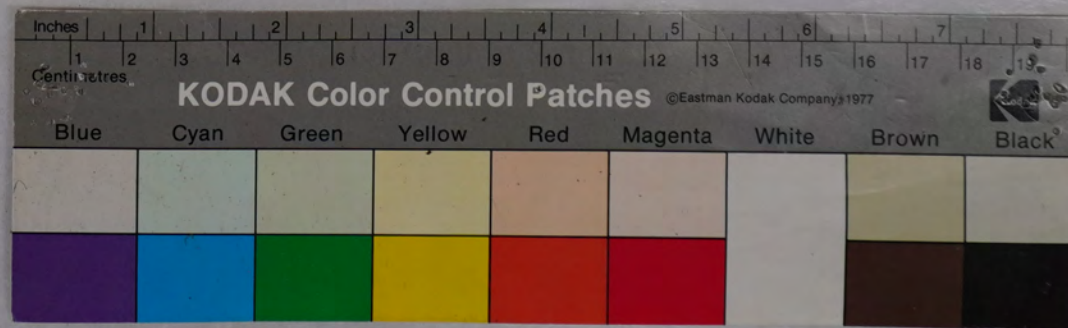 Inches 1 2 3 4 5 6 7
1 2 3 4 5 6 7 8 9 10 11 12 13 14 15 16 17 18 19
Centimetres
KODAK Color Control Patches ©Eastman Kodak Company, 1977
Blue Cyan Green Yellow Red Magenta White Brown Black